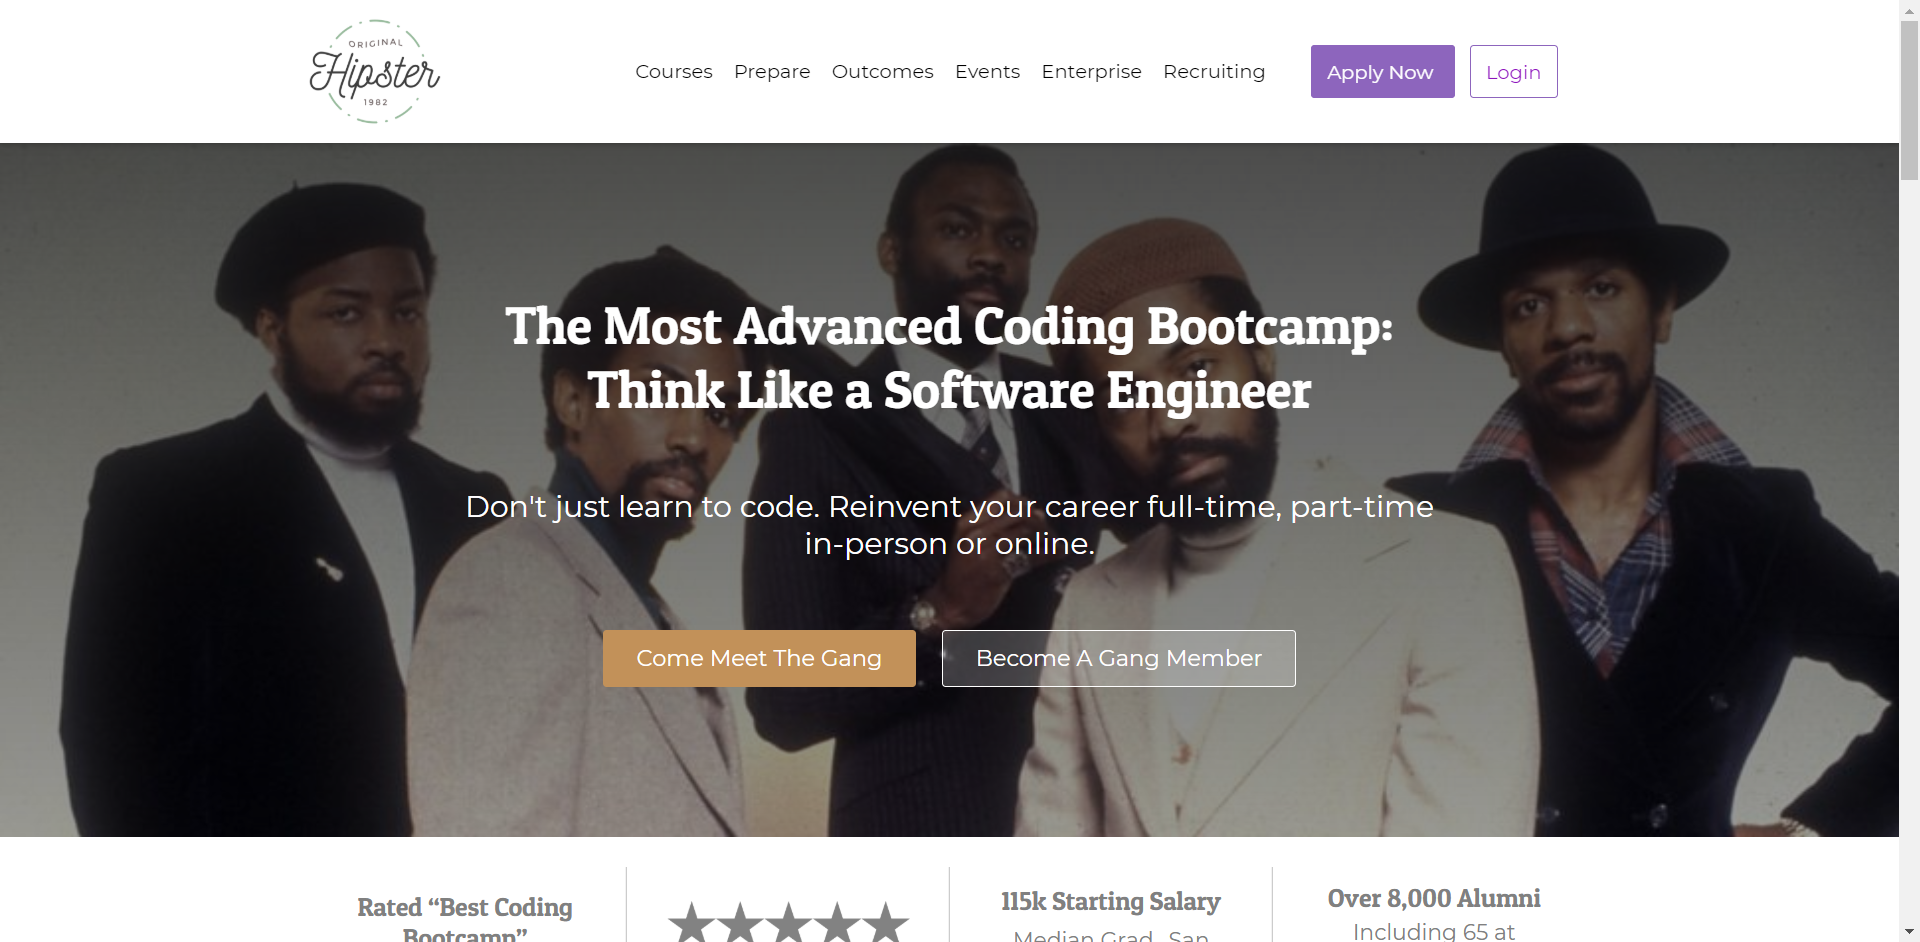 ORIGINAL
Hipster
1982
Courses Prepare Outcomes Events Enterprise Recruiting Apply Now Login
The Most Advanced Coding Bootcamp:
Think Like a Software Engineer
Don't just learn to code. Reinvent your career full-time, part-time
in-person or online.
Come Meet The Gang Become A Gang Member
Rated “Best Coding
Bootcamp”
115k Starting Salary
Median Grad, San
Over 8,000 Alumni
Including 65 at